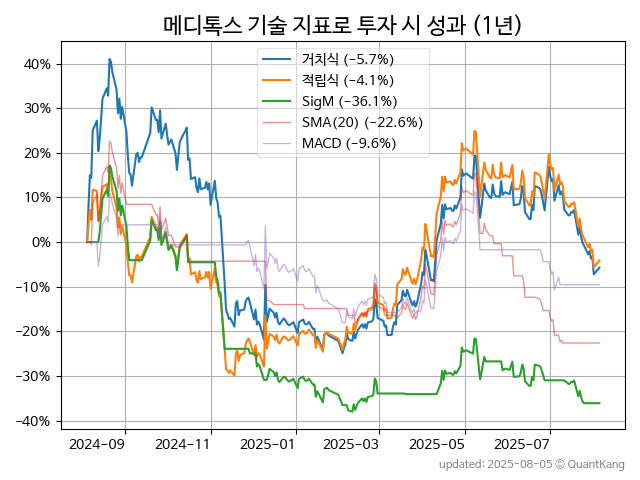 메디톡스 기술 지표로 투자 시 성과 (1년)
거치식 (-5.7%)
적립식 (-4.1%)
SigM (-36.1%)
SMA(20) (-22.6%)
MACD (-9.6%)
40%
30%
20%
10%
0%
-10%
-20%
-30%
-40%
2024-09
2024-11
2025-01
2025-03
2025-05
2025-07
updated: 2025-08-05 © QuantKang